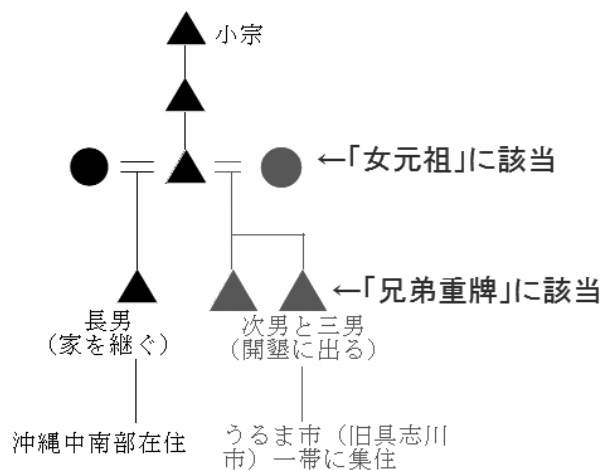 小宗
←「女元祖」に該当
←「兄弟重牌」に該当
長男
（家を継ぐ）
次男と三男
（開墾に出る）
沖縄中南部在住
うるま市（旧具志川
市）一帯に集住